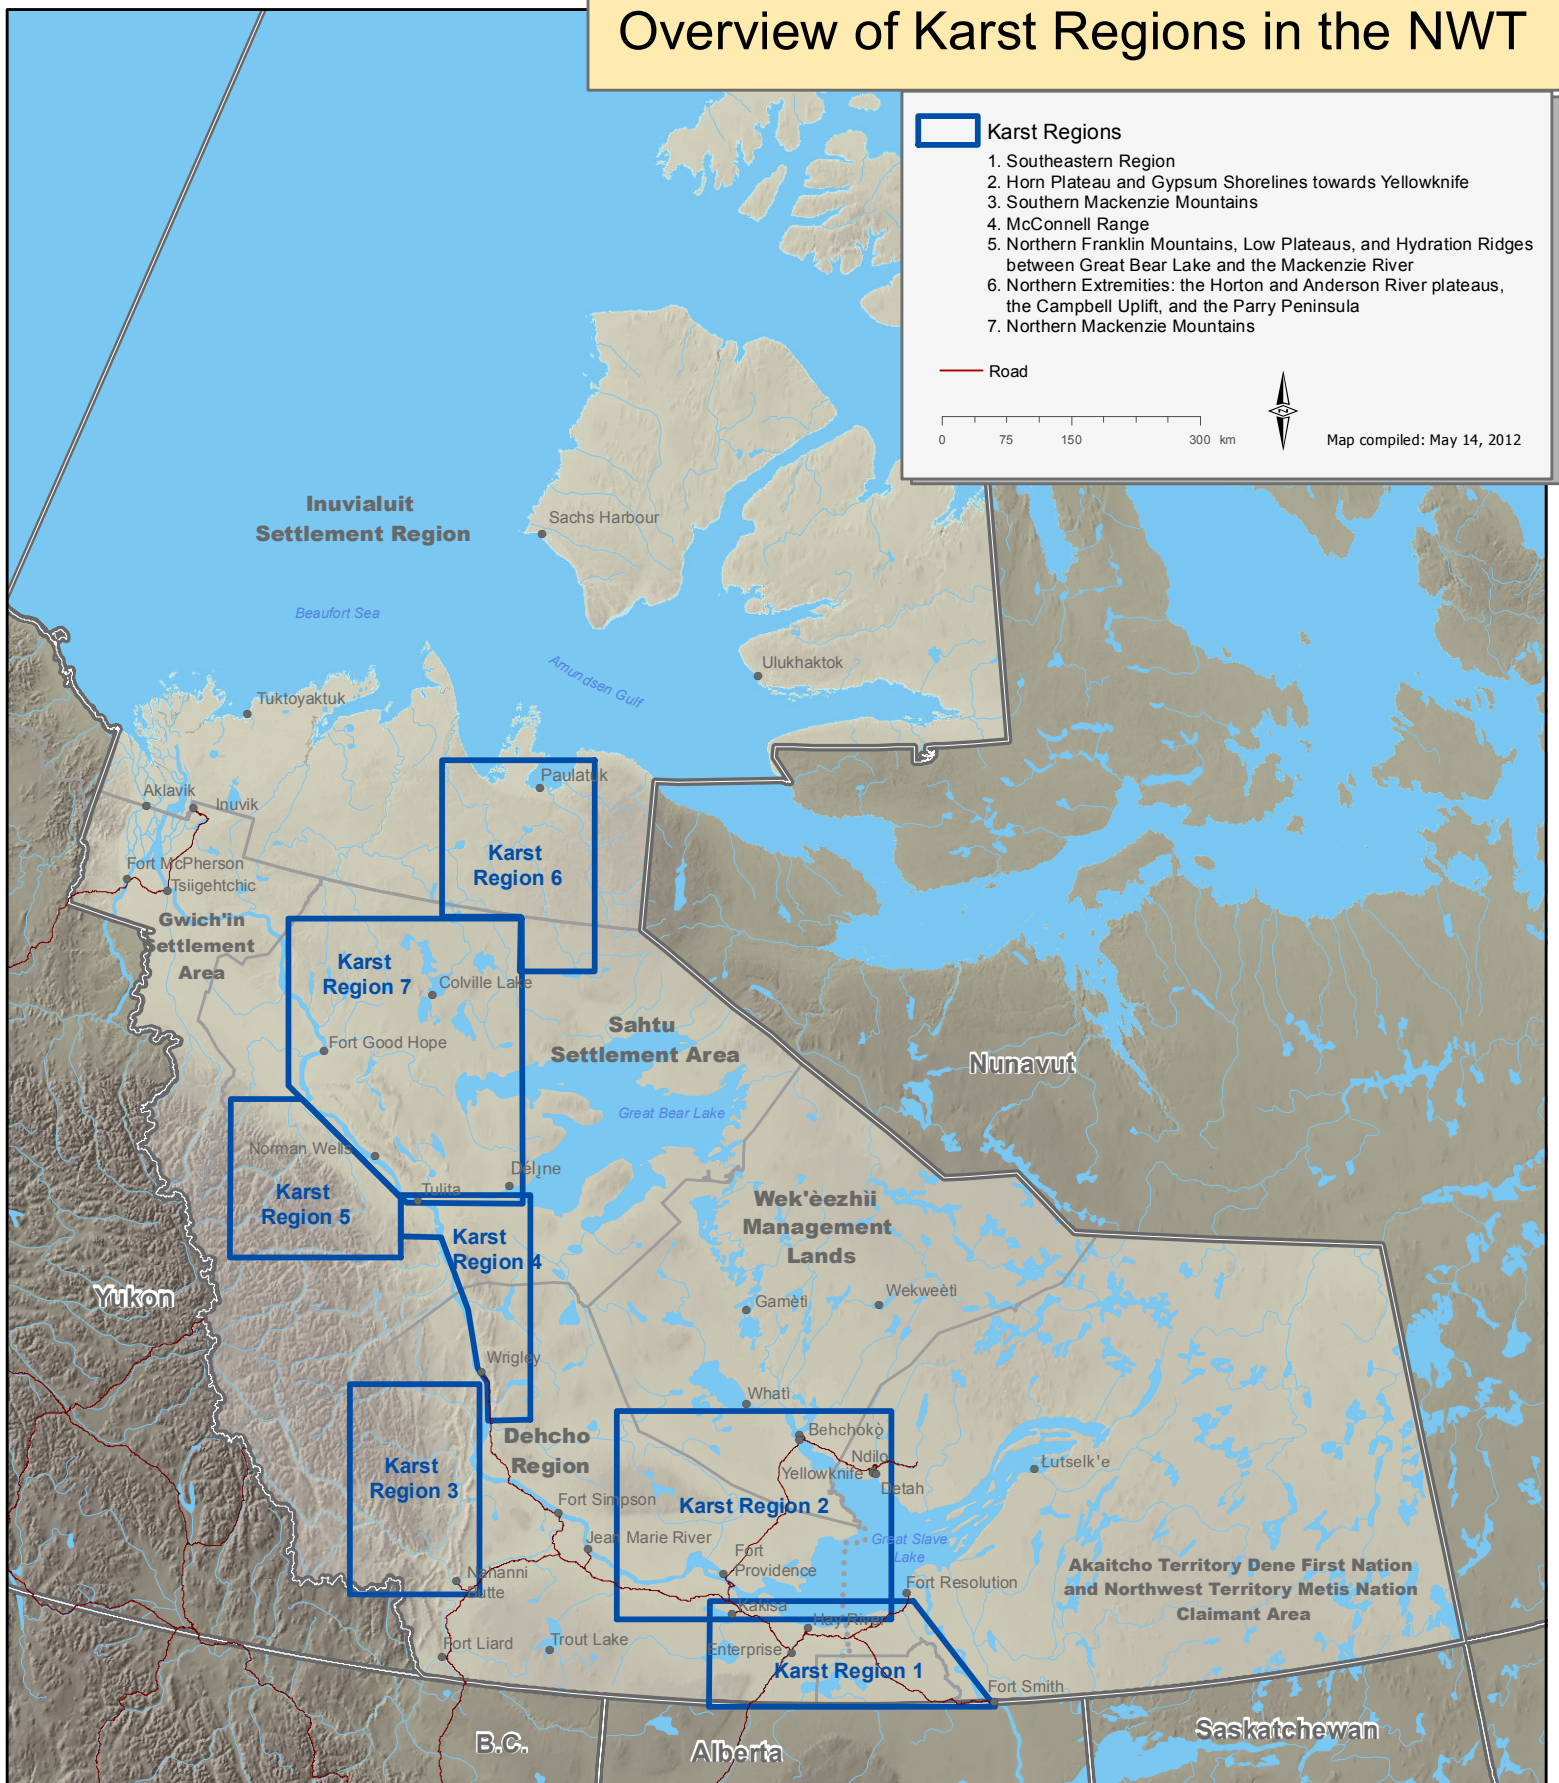 Overview of Karst Regions in the NWT
Karst Regions
1. Southeastern Region
2. Horn Plateau and Gypsum Shorelines towards Yellowknife
3. Southern Mackenzie Mountains
4. McConnell Range
5. Northern Franklin Mountains, Low Plateaus, and Hydration Ridges
between Great Bear Lake and the Mackenzie River
6. Northern Extremities: the Horton and Anderson River plateaus,
the Campbell Uplift, and the Parry Peninsula
7. Northern Mackenzie Mountains
Road
0 75 150 300 km
N
Map compiled: May 14, 2012
Inuvialuit
Settlement Region
Sachs Harbour
Beaufort Sea
Amundsen Gulf
Ulukhaktok
Tuktoyaktuk
Paulatuk
Aklavik
Inuvik
Karst
Region 6
Fort McPherson
Tsiigehtchic
Gwich'in
Settlement
Area
Karst
Region 7
Colville Lake
Sahtu
Settlement Area
Fort Good Hope
Nunavut
Great Bear Lake
Norman Wells
Délįne
Tulita
Karst
Region 5
Wek'èezhìi
Management
Lands
Karst
Region 4
Yukon
Gamètì
Wekweètì
Wrigley
Whatì
Behchokǫ̀
Dehcho
Region
Ndilo
Yellowknife
Detah
Łutselk'e
Karst
Region 3
Karst Region 2
Fort Simpson
Jean Marie River
Great Slave
Lake
Fort
Providence
Akaitcho Territory Dene First Nation
and Northwest Territory Metis Nation
Claimant Area
Nahanni
Butte
Fort Resolution
Kakisa
Hay River
Fort Liard
Trout Lake
Enterprise
Karst Region 1
Fort Smith
B.C.
Alberta
Saskatchewan